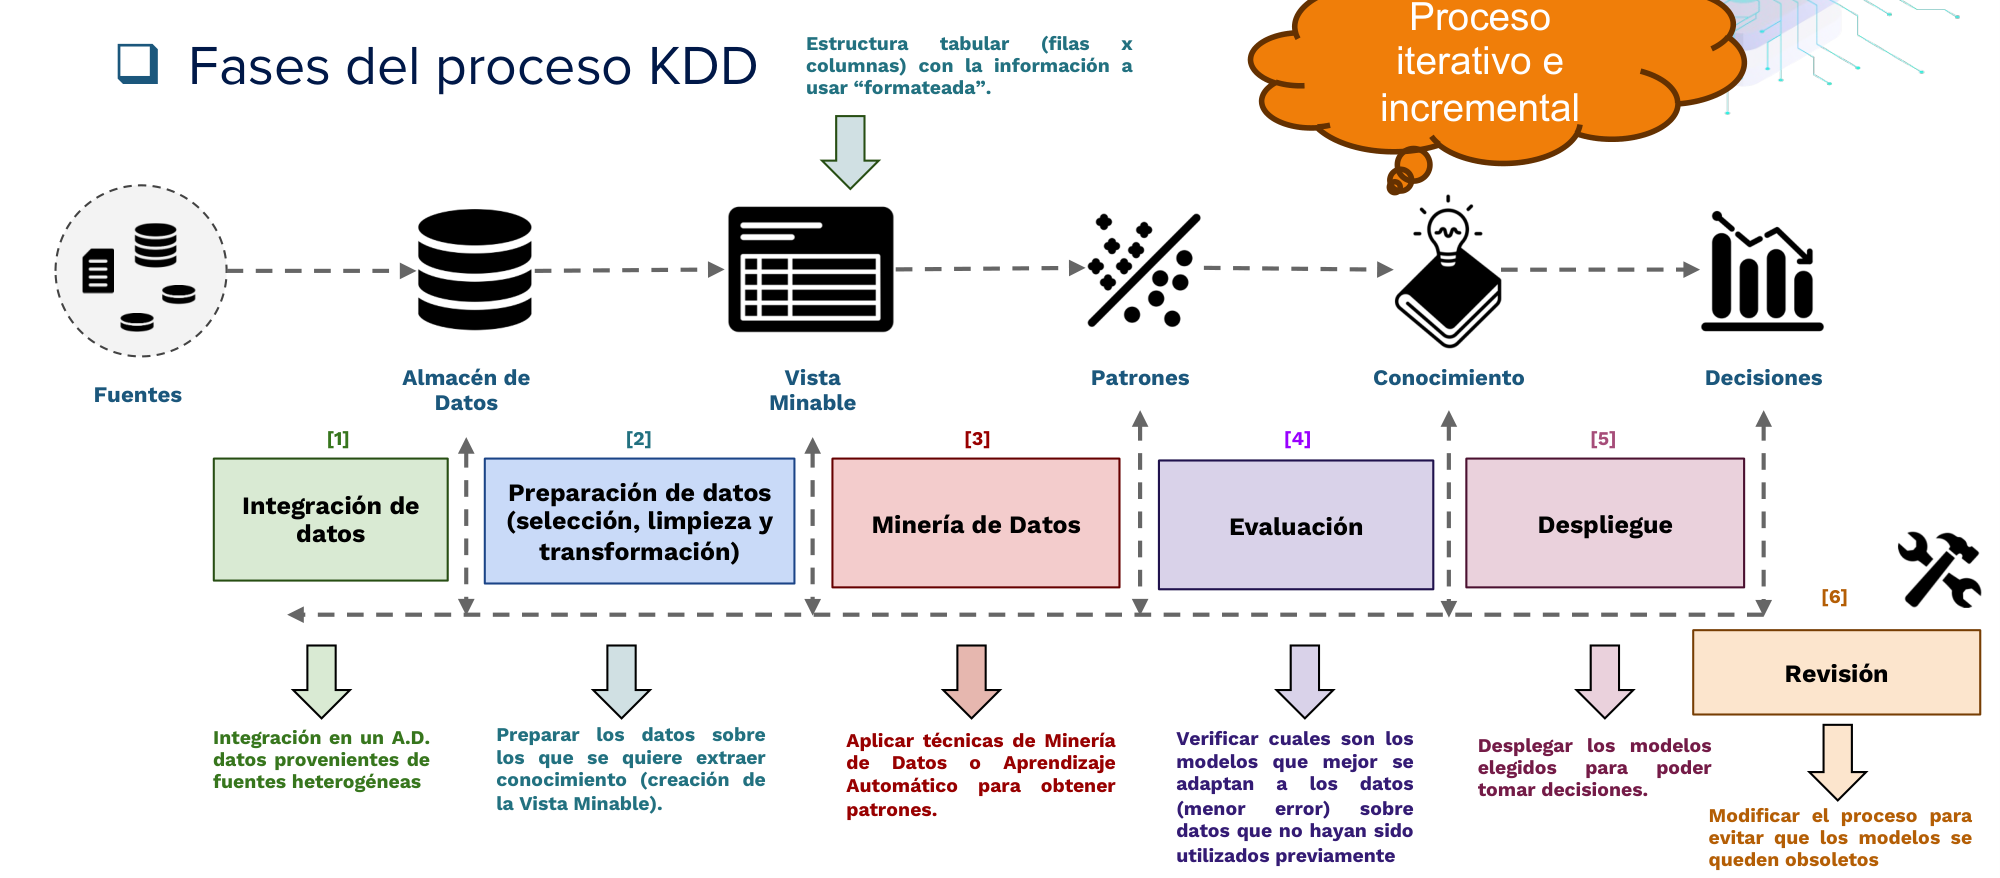 Fases del proceso KDD
Estructura tabular (filas x
columnas) con la información a
usar “formateada”.
Proceso
iterativo e
incremental
Fuentes
Almacén de
Datos
Vista
Minable
Patrones
Conocimiento
Decisiones
[1]
Integración de
datos
[2]
Preparación de datos
(selección, limpieza y
transformación)
[3]
Minería de Datos
[4]
Evaluación
[5]
Despliegue
[6]
Revisión
Integración en un A.D.
datos provenientes de
fuentes heterogéneas
Preparar los datos sobre
los que se quiere extraer
conocimiento (creación de
la Vista Minable).
Aplicar técnicas de Minería
de Datos o Aprendizaje
Automático para obtener
patrones.
Verificar cuales son los
modelos que mejor se
adaptan a los datos
(menor error) sobre
datos que no hayan sido
utilizados previamente
Desplegar los modelos
elegidos para poder
tomar decisiones.
Modificar el proceso para
evitar que los modelos se
queden obsoletos